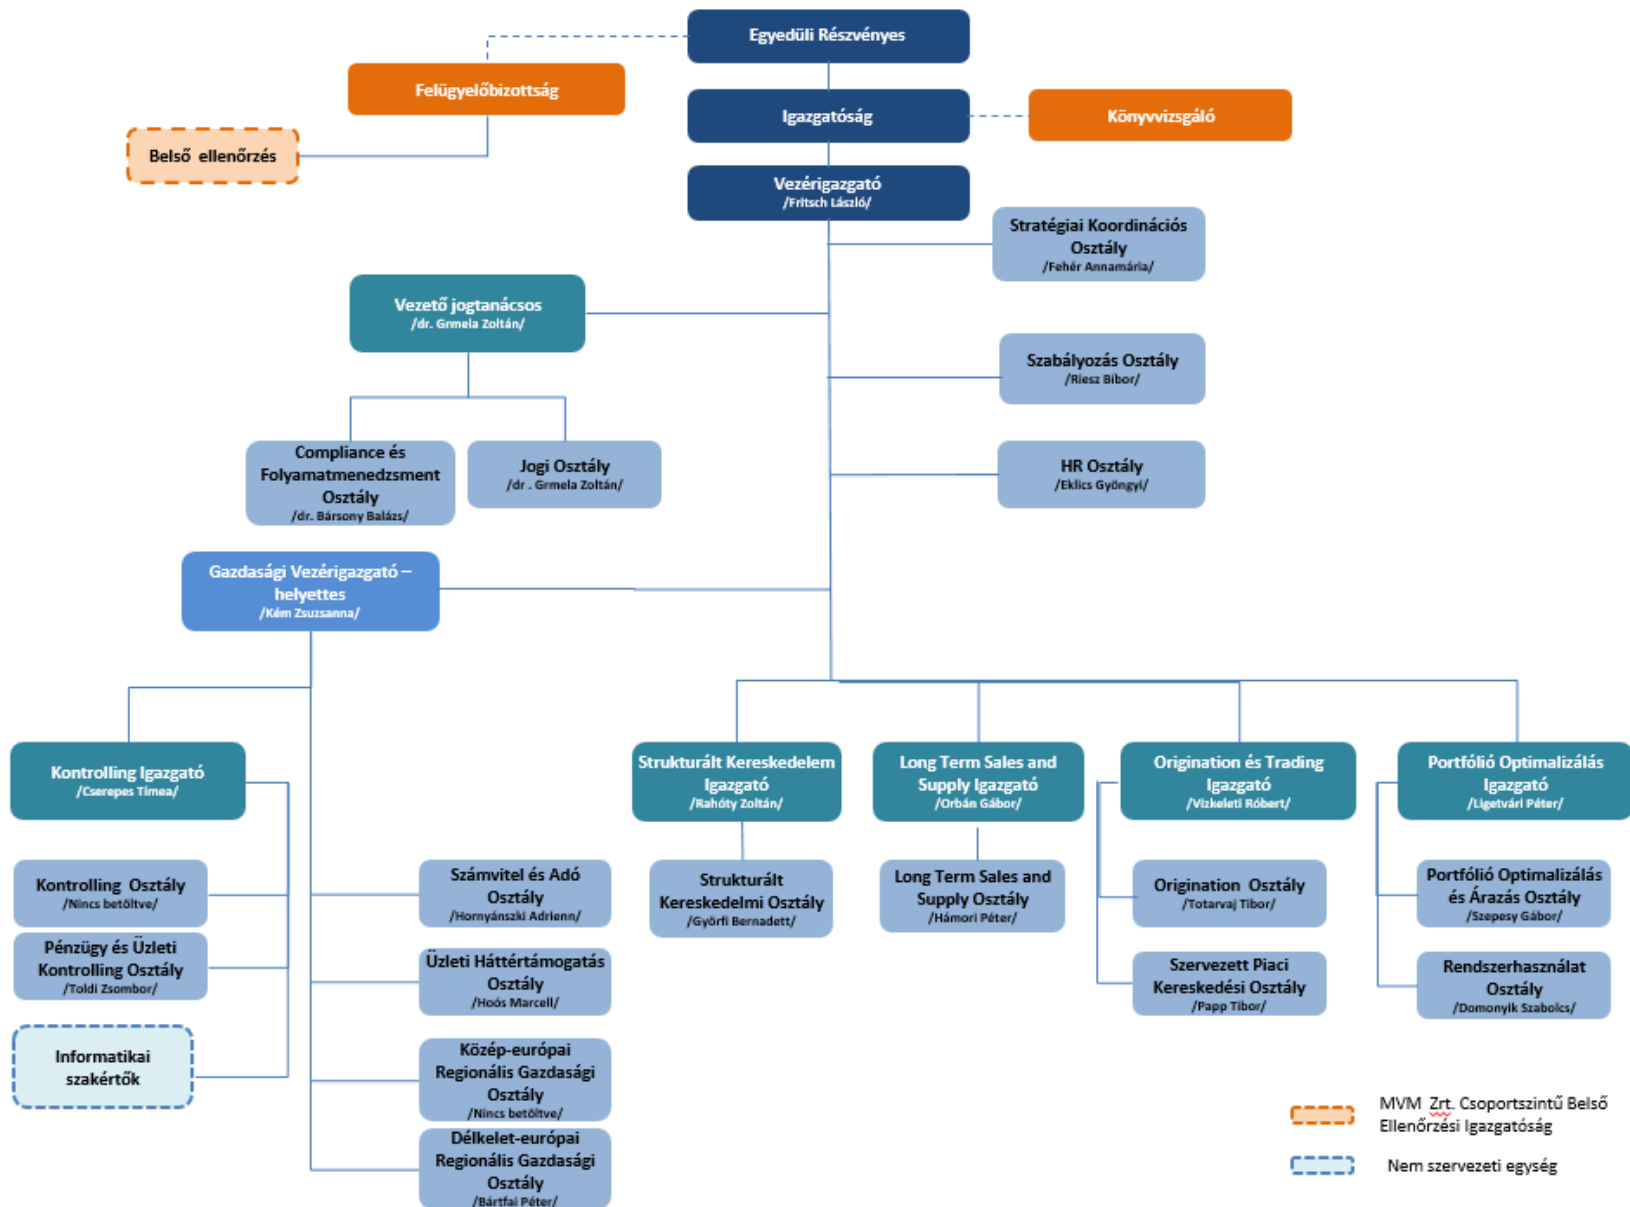 Egyedüli Részvényes
Felügyelőbizottság
Igazgatóság
Könyvvizsgáló
Belső ellenőrzés
Vezérigazgató
/Fritsch László/
Stratégiai Koordinációs
Osztály
/Fehér Annamária/
Vezető jogtanácsos
/dr. Grmela Zoltán/
Szabályozás Osztály
/Riesz Bíbor/
Compliance és
Folyamatmenedzsment
Osztály
/dr. Bársony Balázs/
Jogi Osztály
/dr . Grmela Zoltán/
HR Osztály
/Eklics Gyöngyi/
Gazdasági Vezérigazgató –
helyettes
/Kém Zsuzsanna/
Kontrolling Igazgató
/Cserepes Tímea/
Strukturált Kereskedelem
Igazgató
/Rahóty Zoltán/
Long Term Sales and
Supply Igazgató
/Orbán Gábor/
Origination és Trading
Igazgató
/Vizkeleti Róbert/
Portfólió Optimalizálás
Igazgató
/Ligetvári Péter/
Kontrolling Osztály
/Nincs betöltve/
Számvitel és Adó
Osztály
/Hornyánszki Adrienn/
Strukturált
Kereskedelmi Osztály
/Győrfi Bernadett/
Long Term Sales and
Supply Osztály
/Hámori Péter/
Origination Osztály
/Totarvaj Tibor/
Portfólió Optimalizálás
és Árazás Osztály
/Szepesy Gábor/
Pénzügy és Üzleti
Kontrolling Osztály
/Toldi Zsombor/
Üzleti Háttértámogatás
Osztály
/Hoós Marcell/
Szervezett Piaci
Kereskedési Osztály
/Papp Tibor/
Rendszerhasználat
Osztály
/Domonyik Szabolcs/
Informatikai
szakértők
Közép-európai
Regionális Gazdasági
Osztály
/Nincs betöltve/
Délkelet-európai
Regionális Gazdasági
Osztály
/Bártfai Péter/
MVM Zrt. Csoportszintű Belső
Ellenőrzési Igazgatóság
Nem szervezeti egység